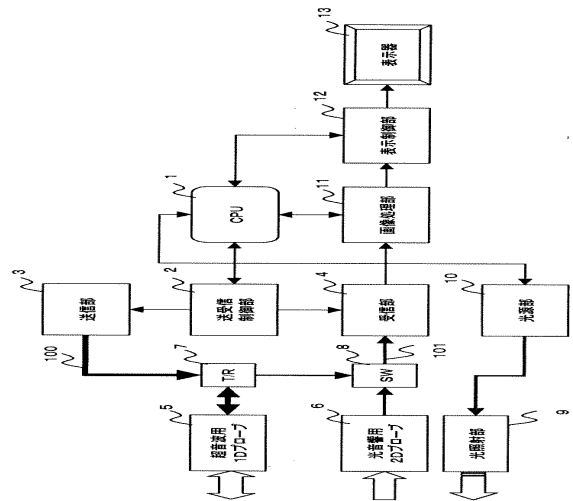 3
送信部
100
2
送受信
制御部
1
CPU
12
表示制御部
13
表示器
7
T/R
5
超音波用
1Dプローブ
4
受信部
11
画像処理部
8
SW
101
6
光音響用
2Dプローブ
10
光源部
光照射部
9